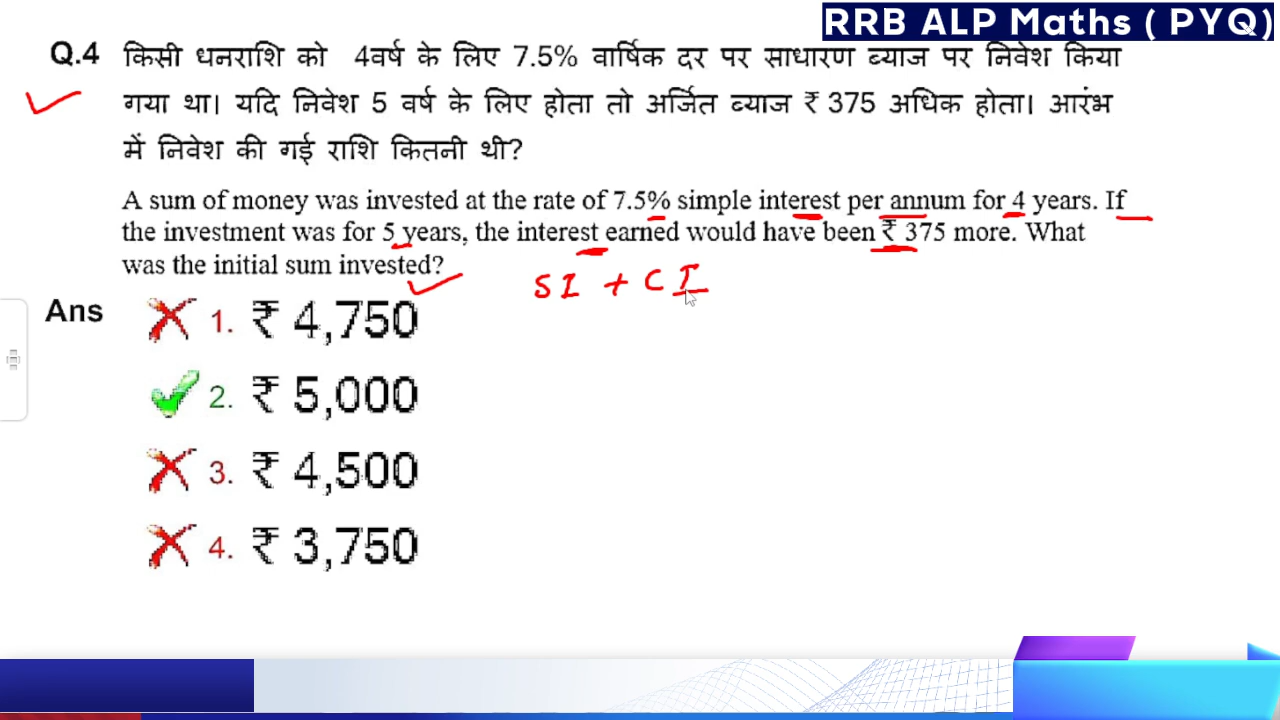 RRB ALP Maths ( PYQ)
Q.4 किसी धनराशि को 4वर्ष के लिए 7.5% वार्षिक दर पर साधारण ब्याज पर निवेश किया
गया था। यदि निवेश 5 वर्ष के लिए होता तो अर्जित ब्याज ₹ 375 अधिक होता। आरंभ
में निवेश की गई राशि कितनी थी?
A sum of money was invested at the rate of 7.5% simple interest per annum for 4 years. If
the investment was for 5 years, the interest earned would have been ₹ 375 more. What
was the initial sum invested?
SI + CI
Ans 1. ₹ 4,750
2. ₹ 5,000
3. ₹ 4,500
4. ₹ 3,750